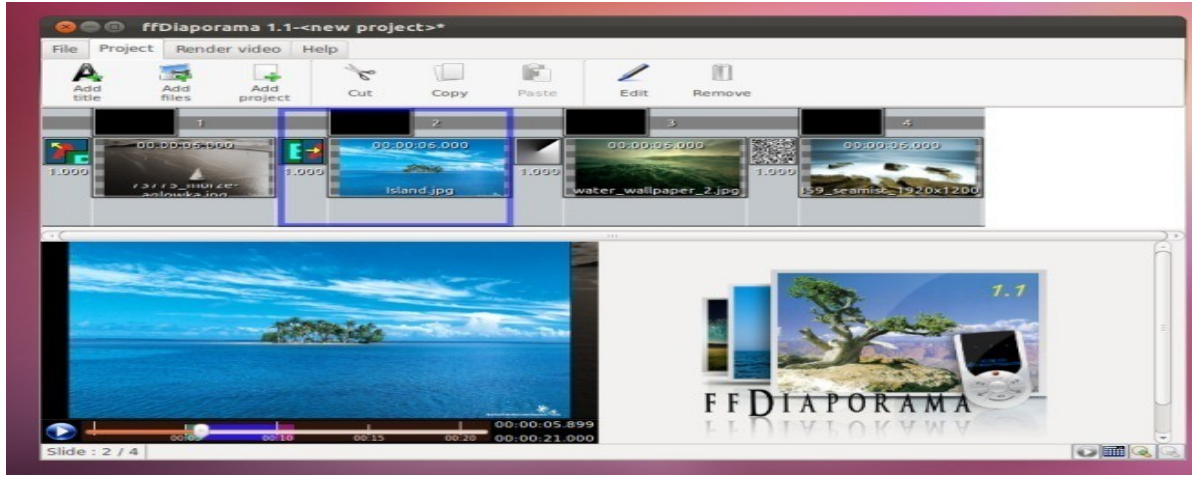 ffDiaporama 1.1-<new project>*
File Project Render video Help
Add title Add files Add project Cut Copy Paste Edit Remove
1 2 3 4
00:00:06.000 00:00:06.000 00:00:06.000 00:00:06.000
1.000 1.000 1.000 1.000
Island.jpg water_wallpaper_2.jpg 159_seamist_1920x1200
1.1
FFDIAPORAMA
00:00:05.899
00:05 00:10 00:15 00:20 00:00:21.000
Slide : 2 / 4